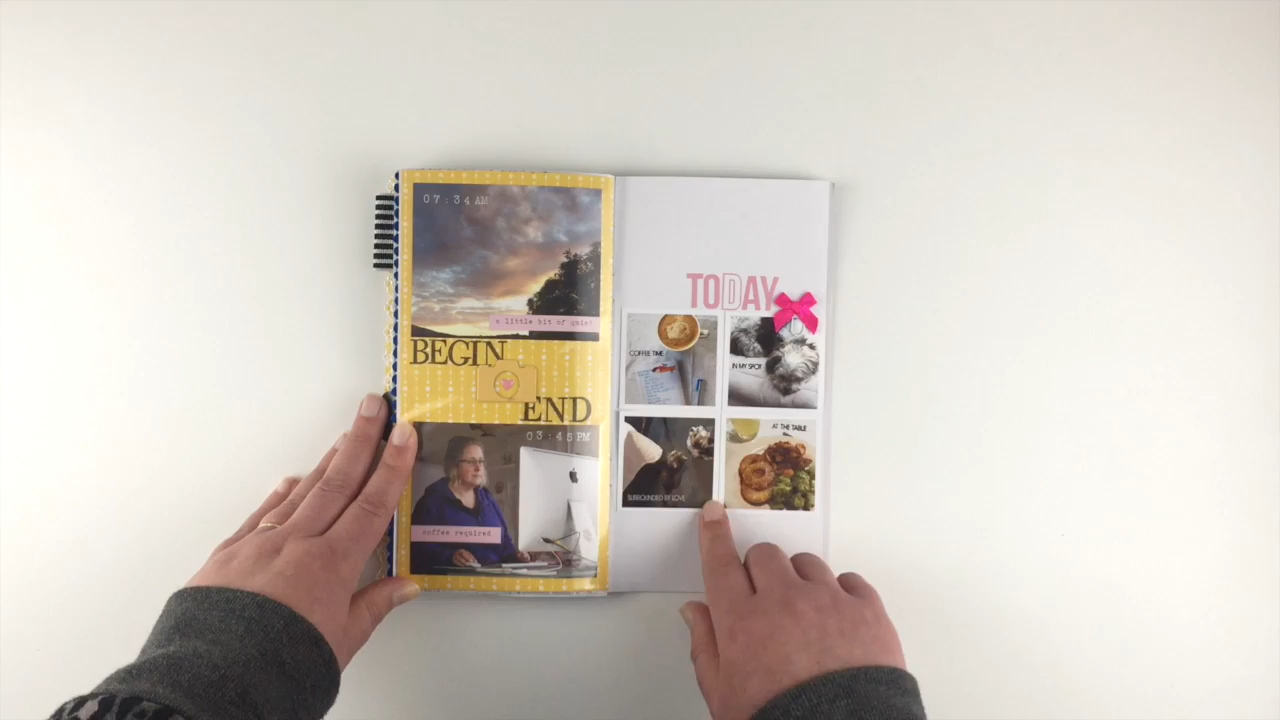 07:34 AM
a little bit of quiet
BEGIN
END
03:45 PM
coffee required
TODAY
COFFEE TIME
IN MY SPOT
SURROUNDED BY LOVE
AT THE TABLE